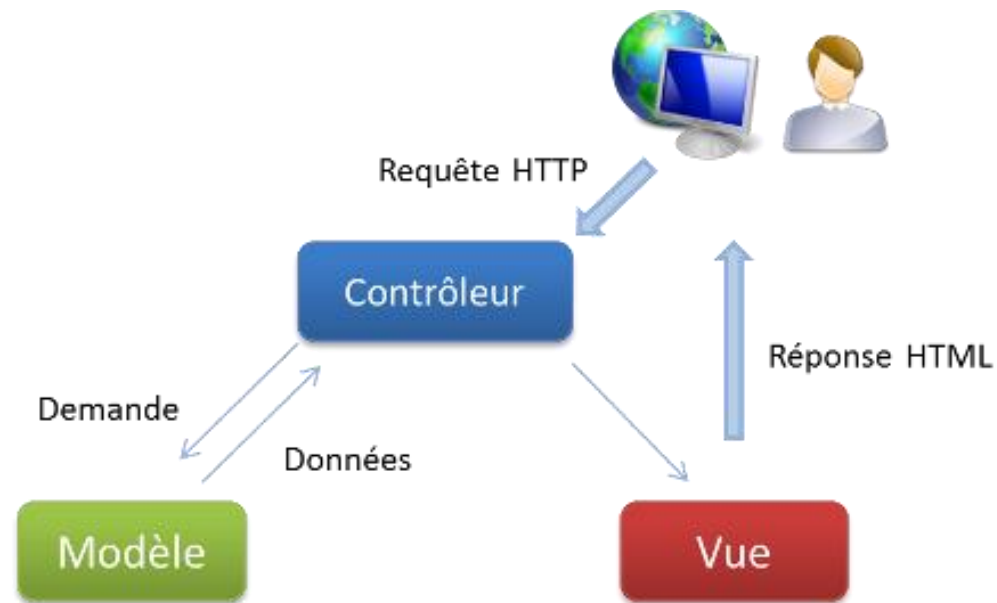 Requête HTTP
Contrôleur
Réponse HTML
Demande
Données
Modèle
Vue